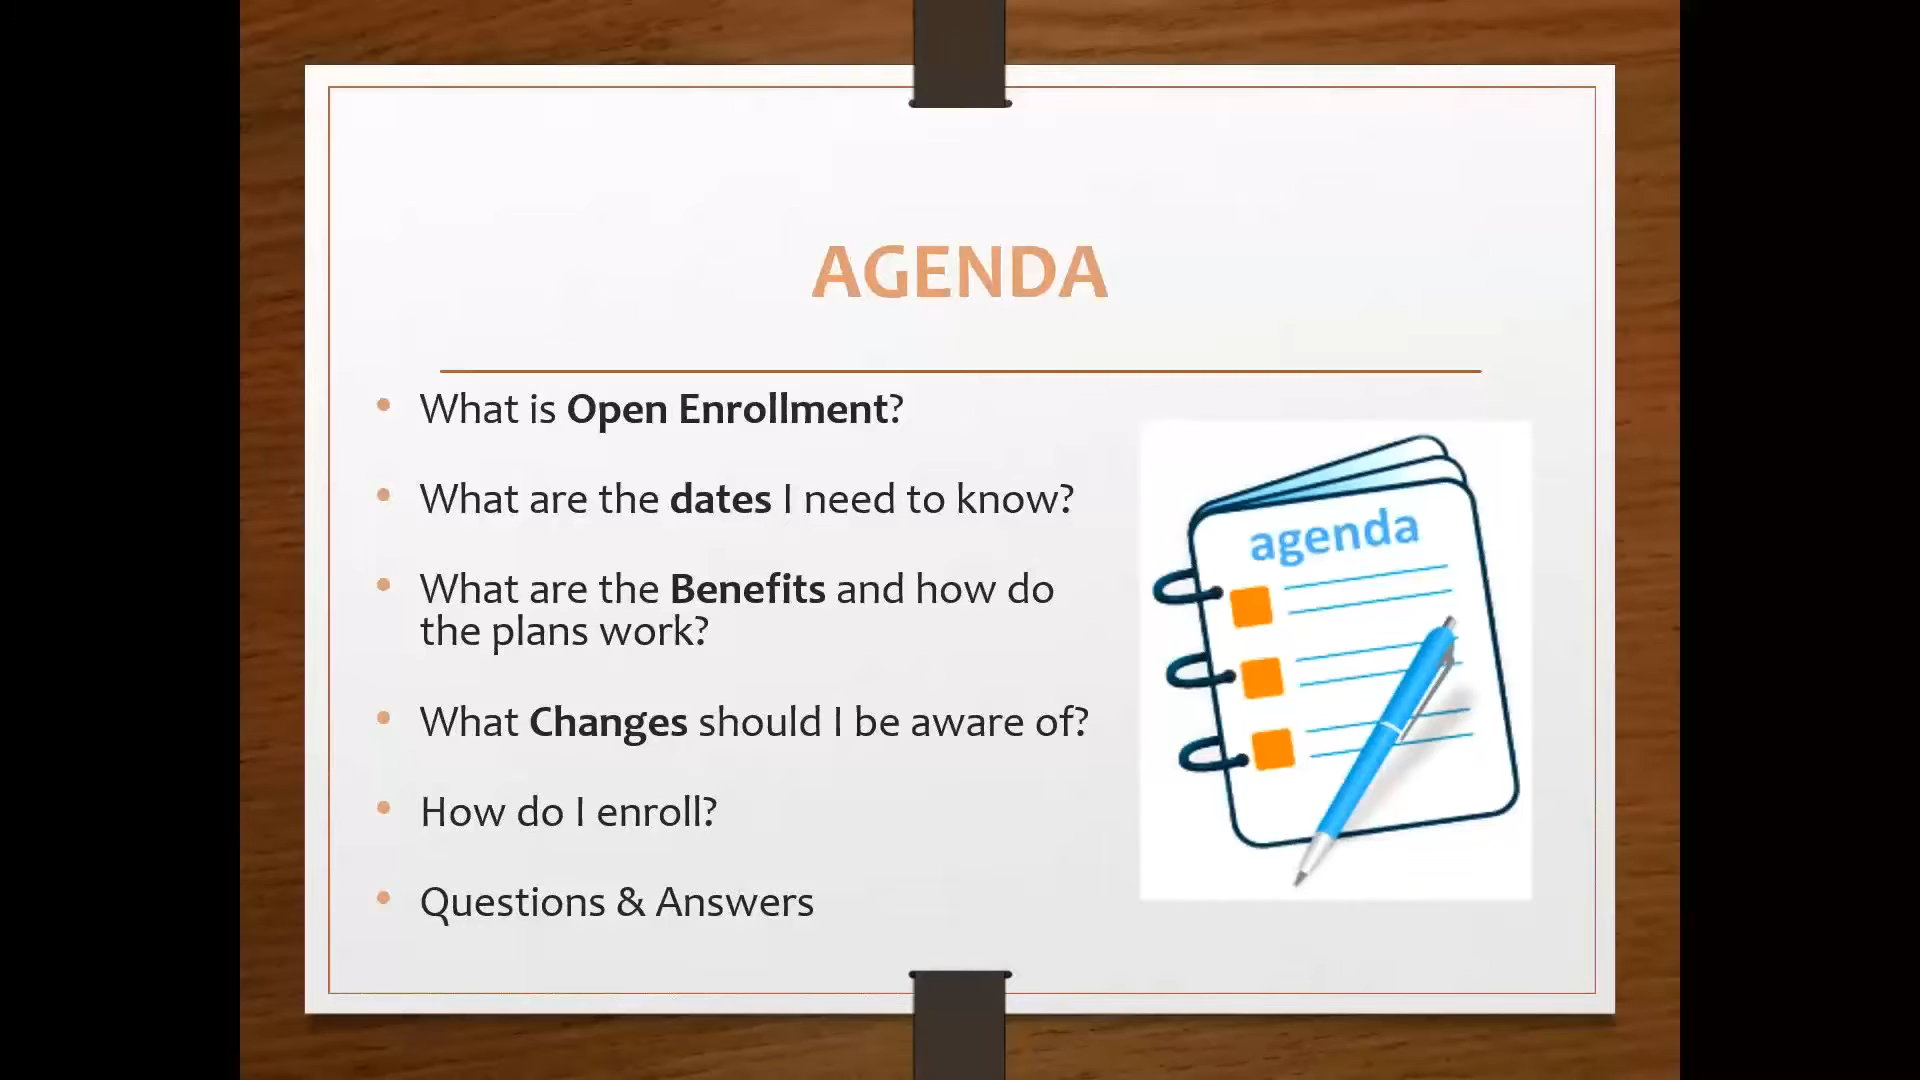 AGENDA
• What is Open Enrollment?
• What are the dates I need to know?
• What are the Benefits and how do
the plans work?
• What Changes should I be aware of?
• How do I enroll?
• Questions & Answers
agenda